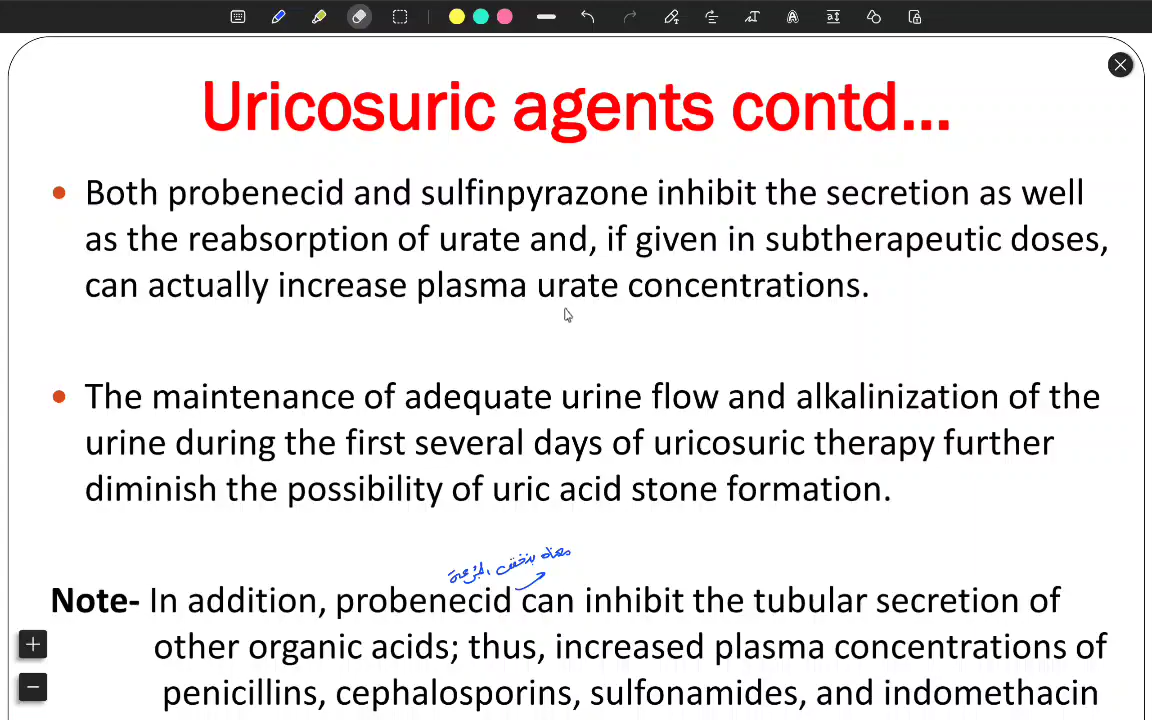 Uricosuric agents contd...
• Both probenecid and sulfinpyrazone inhibit the secretion as well
as the reabsorption of urate and, if given in subtherapeutic doses,
can actually increase plasma urate concentrations.
• The maintenance of adequate urine flow and alkalinization of the
urine during the first several days of uricosuric therapy further
diminish the possibility of uric acid stone formation.
معناه بنخفف الجرعة
Note- In addition, probenecid can inhibit the tubular secretion of
other organic acids; thus, increased plasma concentrations of
penicillins, cephalosporins, sulfonamides, and indomethacin